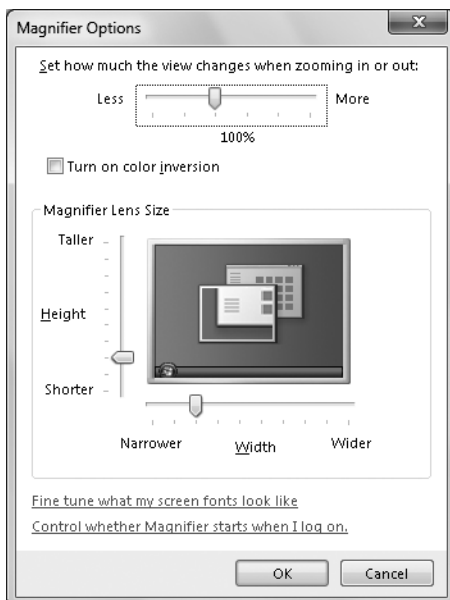 Magnifier Options
Set how much the view changes when zooming in or out:
Less More
100%
Turn on color inversion
Magnifier Lens Size
Taller
Height
Shorter
Narrower Width Wider
Fine tune what my screen fonts look like
Control whether Magnifier starts when I log on.
OK Cancel